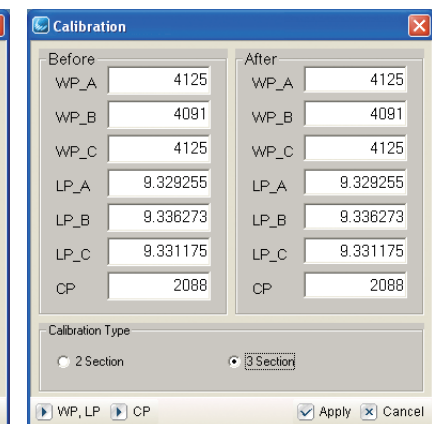 Calibration
Before
WP_A 4125
WP_B 4091
WP_C 4125
LP_A 9.329255
LP_B 9.336273
LP_C 9.331175
CP 2088
After
WP_A 4125
WP_B 4091
WP_C 4125
LP_A 9.329255
LP_B 9.336273
LP_C 9.331175
CP 2088
Calibration Type
2 Section 3 Section
WP, LP CP Apply Cancel